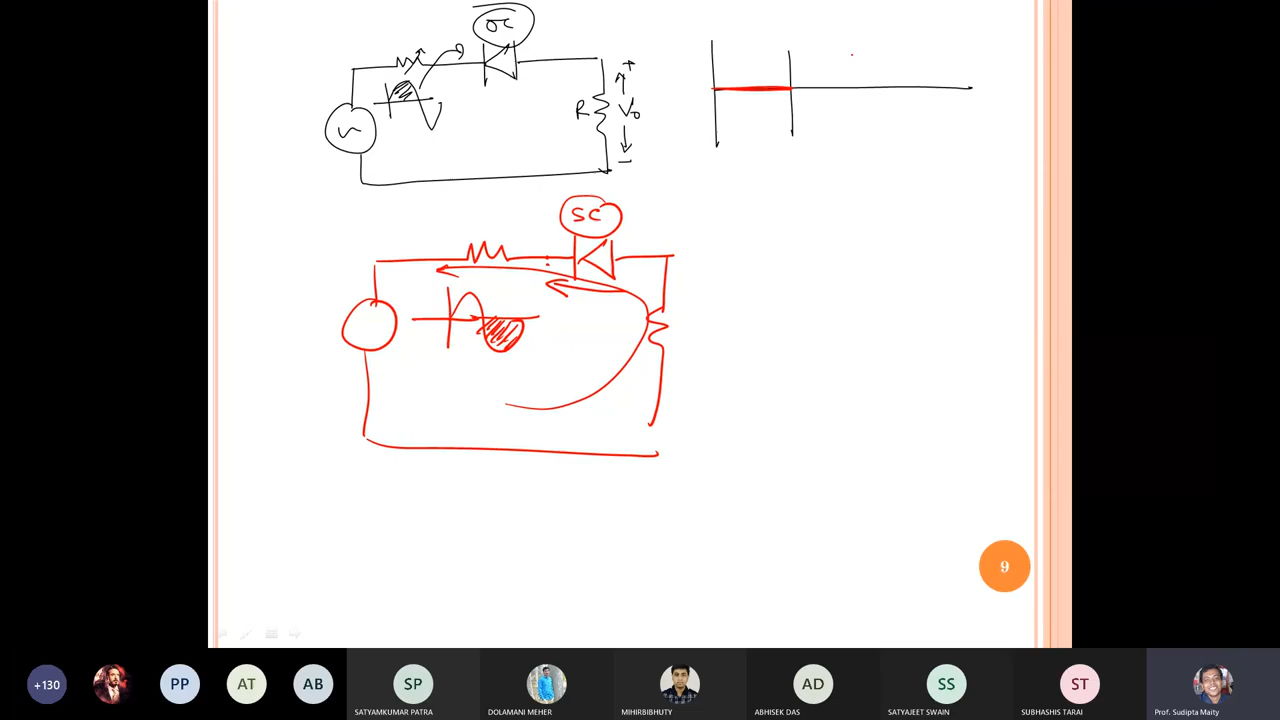 OC
+
R
Vo
−
SC
9
+130
PP
AT
AB
SP
AD
SS
ST
SATYAMKUMAR PATRA
DOLAMANI MEHER
MIHIRBIBHUTY
ABHISEK DAS
SATYAJEET SWAIN
SUBHASHIS TARAI
Prof. Sudipta Maity